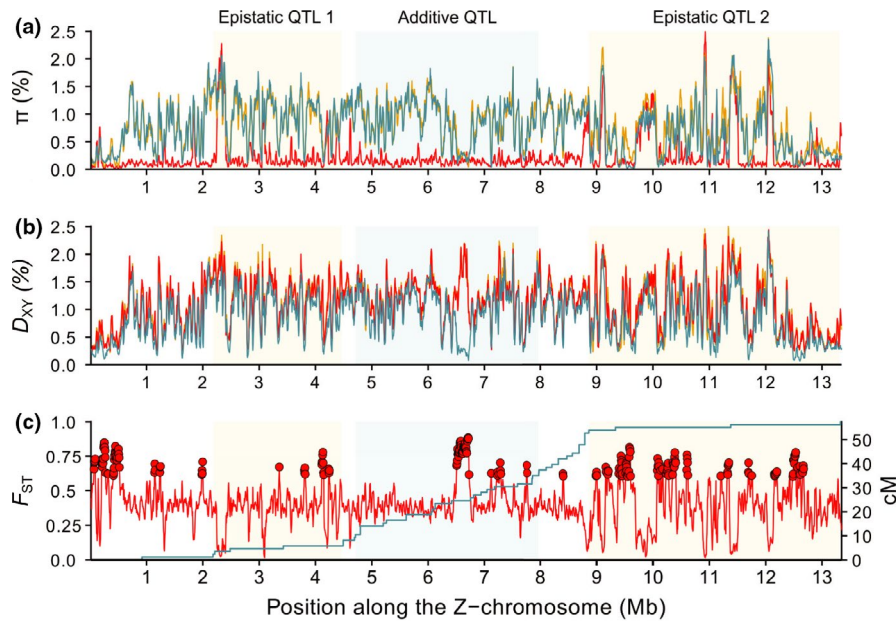 Epistatic QTL 1 Additive QTL Epistatic QTL 2
(a)
π (%)
2.5
2.0
1.5
1.0
0.5
0.0
1 2 3 4 5 6 7 8 9 10 11 12 13
(b)
DXY (%)
2.5
2.0
1.5
1.0
0.5
0.0
1 2 3 4 5 6 7 8 9 10 11 12 13
(c)
FST
1.0
0.75
0.5
0.25
0.0
50
40
30
20
10
0
cM
1 2 3 4 5 6 7 8 9 10 11 12 13
Position along the Z−chromosome (Mb)